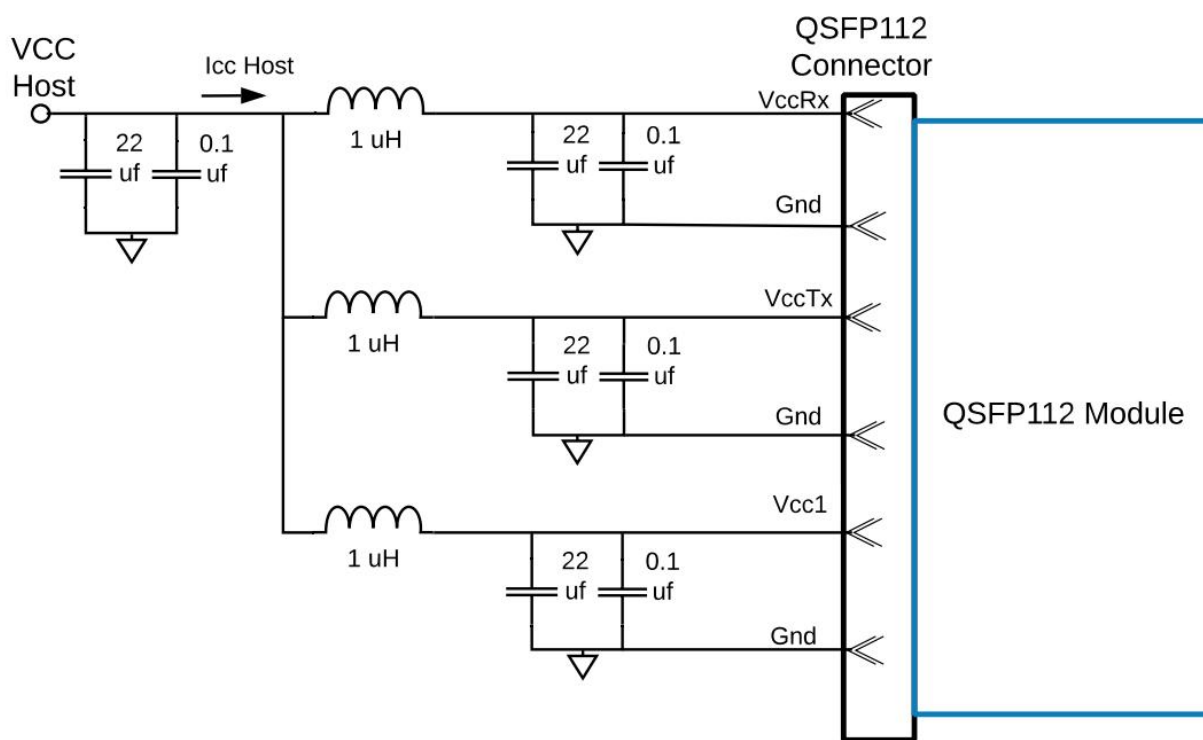 QSFP112
Connector
VCC
Host
Icc Host
VccRx
22
uf
0.1
uf
1 uH
22
uf
0.1
uf
Gnd
VccTx
1 uH
22
uf
0.1
uf
Gnd
QSFP112 Module
Vcc1
1 uH
22
uf
0.1
uf
Gnd